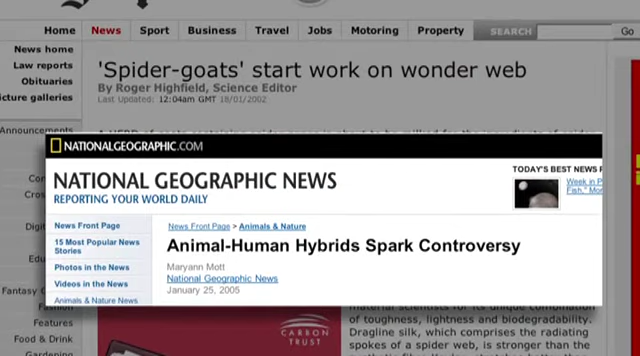 Home News Sport Business Travel Jobs Motoring Property SEARCH Go
News home
Law reports
Obituaries
icture galleries
Announcements
'Spider-goats' start work on wonder web
By Roger Highfield, Science Editor
Last Updated: 12:04am GMT 18/01/2002
NATIONALGEOGRAPHIC.COM
NATIONAL GEOGRAPHIC NEWS
REPORTING YOUR WORLD DAILY
TODAY'S BEST NEWS
Week in P
Fish," Mo
News Front Page
15 Most Popular News
Stories
Photos in the News
Videos in the News
Animals & Nature News
News Front Page > Animals & Nature
Animal-Human Hybrids Spark Controversy
Maryann Mott
National Geographic News
January 25, 2005
Fashion
Features
Food & Drink
Gardening
CARBON
TRUST
material scientists for its unique combination
of toughness, lightness and biodegradability.
Dragline silk, which comprises the radiating
spokes of a spider web, is stronger than the